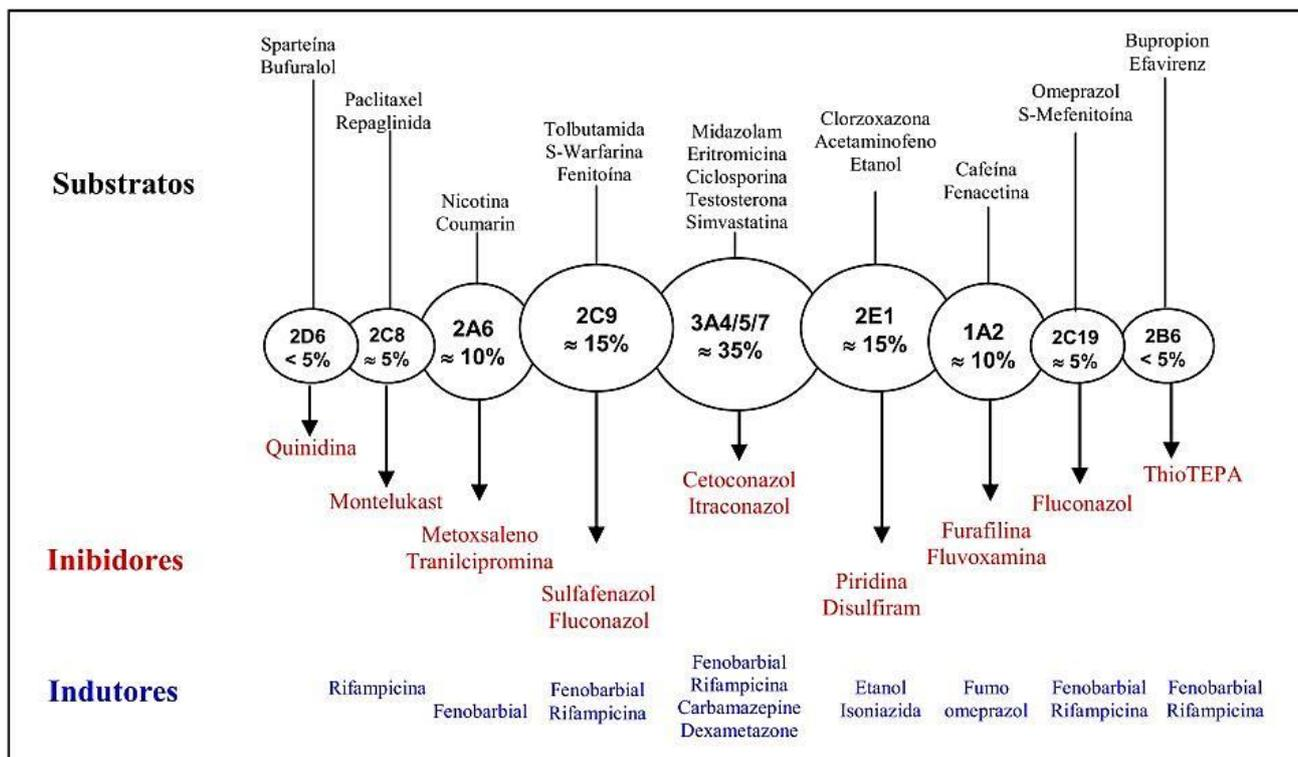 Substratos
Sparteína
Bufuralol
Paclitaxel
Repaglinida
Nicotina
Coumarin
Tolbutamida
S-Warfarina
Fenitoína
Midazolam
Eritromicina
Ciclosporina
Testosterona
Simvastatina
Clorzoxazona
Acetaminofeno
Etanol
Cafeína
Fenacetina
Omeprazol
S-Mefenitoína
Bupropion
Efavirenz
2D6
< 5%
2C8
≈ 5%
2A6
≈ 10%
2C9
≈ 15%
3A4/5/7
≈ 35%
2E1
≈ 15%
1A2
≈ 10%
2C19
≈ 5%
2B6
< 5%
Inibidores
Quinidina
Montelukast
Metoxsaleno
Tranilcipromina
Sulfafenazol
Fluconazol
Cetoconazol
Itraconazol
Piridina
Disulfiram
Furafilina
Fluvoxamina
Fluconazol
ThioTEPA
Indutores
Rifampicina
Fenobarbial
Fenobarbial
Rifampicina
Fenobarbial
Rifampicina
Carbamazepine
Dexametazone
Etanol
Isoniazida
Fumo
omeprazol
Fenobarbial
Rifampicina
Fenobarbial
Rifampicina